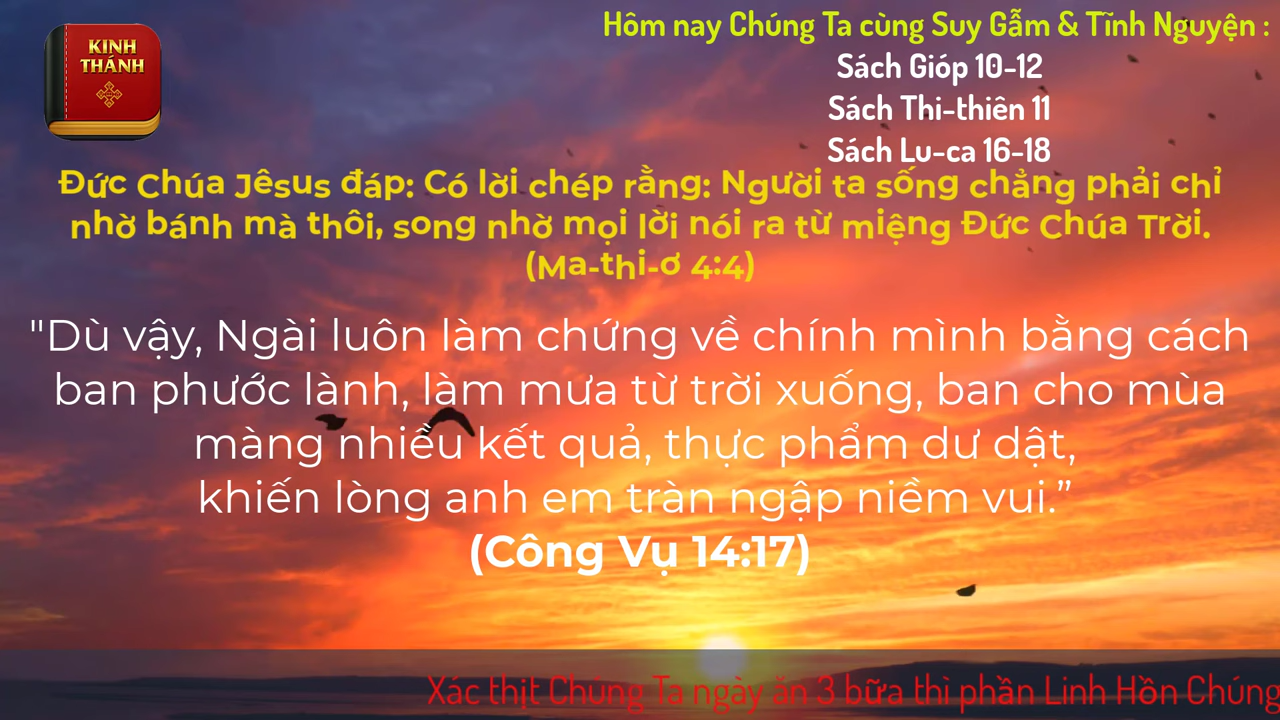 KINH
THÁNH
Hôm nay Chúng Ta cùng Suy Gẫm & Tĩnh Nguyện :
Sách Gióp 10-12
Sách Thi-thiên 11
Sách Lu-ca 16-18
Đức Chúa Jêsus đáp: Có lời chép rằng: Người ta sống chẳng phải chỉ
nhờ bánh mà thôi, song nhờ mọi lời nói ra từ miệng Đức Chúa Trời.
(Ma-thi-ơ 4:4)
"Dù vậy, Ngài luôn làm chứng về chính mình bằng cách
ban phước lành, làm mưa từ trời xuống, ban cho mùa
màng nhiều kết quả, thực phẩm dư dật,
khiến lòng anh em tràn ngập niềm vui.”
(Công Vụ 14:17)
Xác thịt Chúng Ta ngày ăn 3 bữa thì phần Linh Hồn Chúng